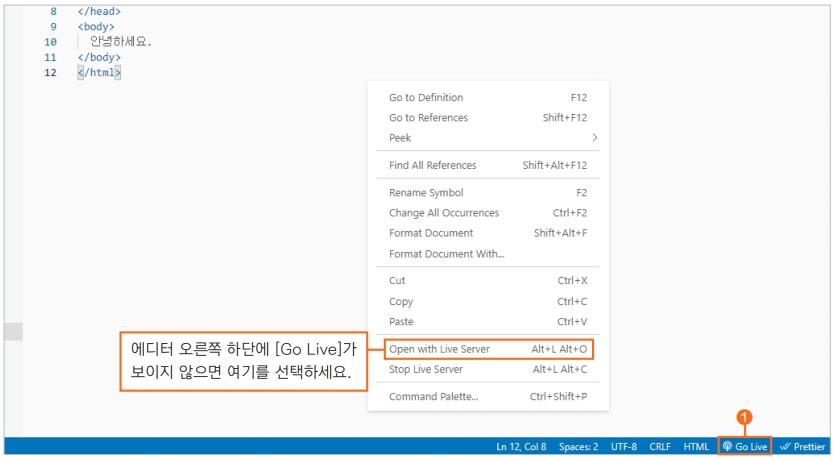 8 </head>
9 <body>
10 안녕하세요.
11 </body>
12 </html>
Go to Definition F12
Go to References Shift+F12
Peek >
Find All References Shift+Alt+F12
Rename Symbol F2
Change All Occurrences Ctrl+F2
Format Document Shift+Alt+F
Format Document With...
Cut Ctrl+X
Copy Ctrl+C
Paste Ctrl+V
에디터 오른쪽 하단에 [Go Live]가
보이지 않으면 여기를 선택하세요.
Open with Live Server Alt+L Alt+O
Stop Live Server Alt+L Alt+C
Command Palette... Ctrl+Shift+P
1
Ln 12, Col 8 Spaces: 2 UTF-8 CRLF HTML Go Live Prettier